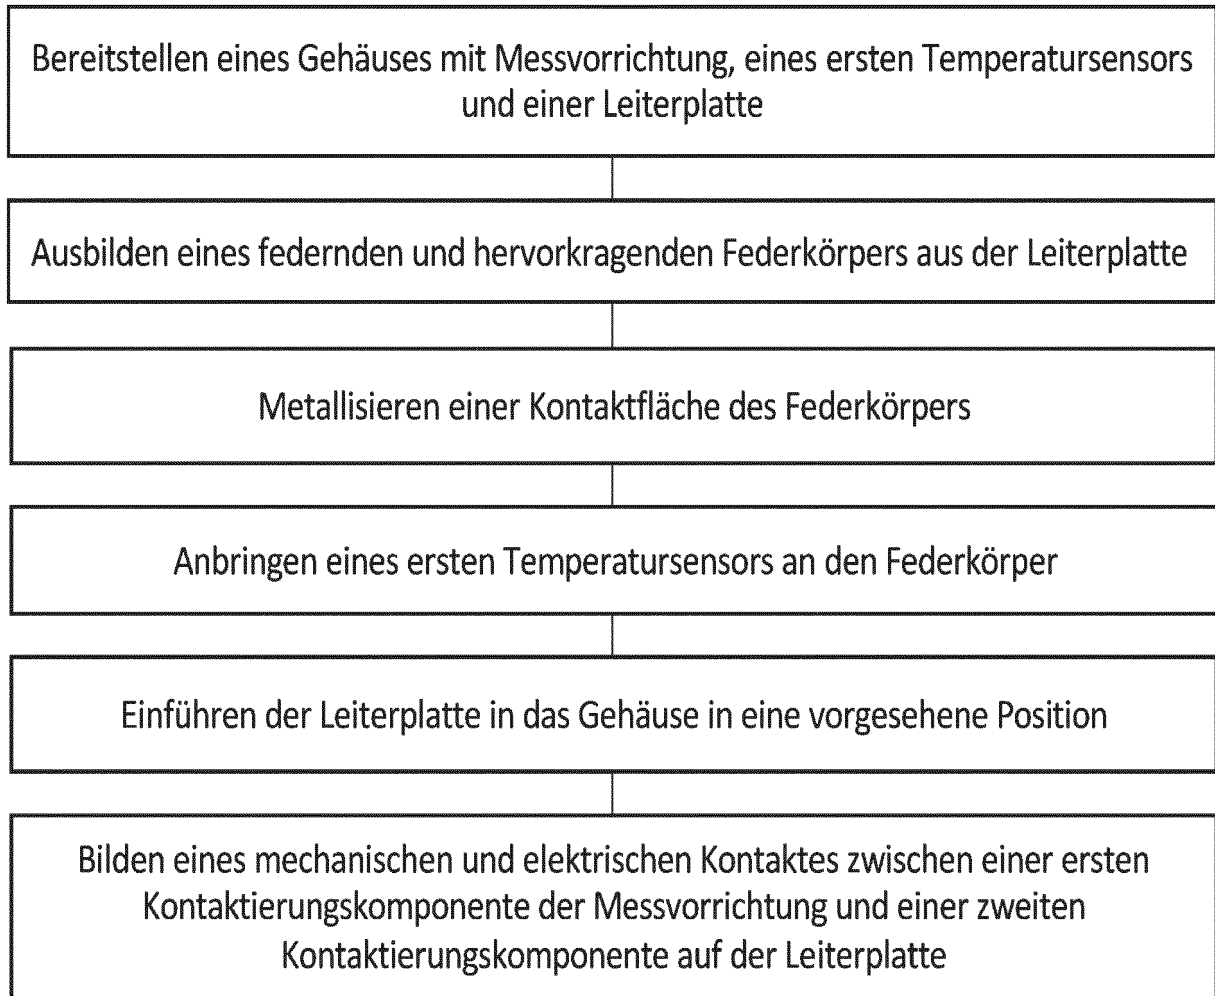 Bereitstellen eines Gehäuses mit Messvorrichtung, eines ersten Temperatursensors
und einer Leiterplatte
Ausbilden eines federnden und hervorkragenden Federkörpers aus der Leiterplatte
Metallisieren einer Kontaktfläche des Federkörpers
Anbringen eines ersten Temperatursensors an den Federkörper
Einführen der Leiterplatte in das Gehäuse in eine vorgesehene Position
Bilden eines mechanischen und elektrischen Kontaktes zwischen einer ersten
Kontaktierungskomponente der Messvorrichtung und einer zweiten
Kontaktierungskomponente auf der Leiterplatte